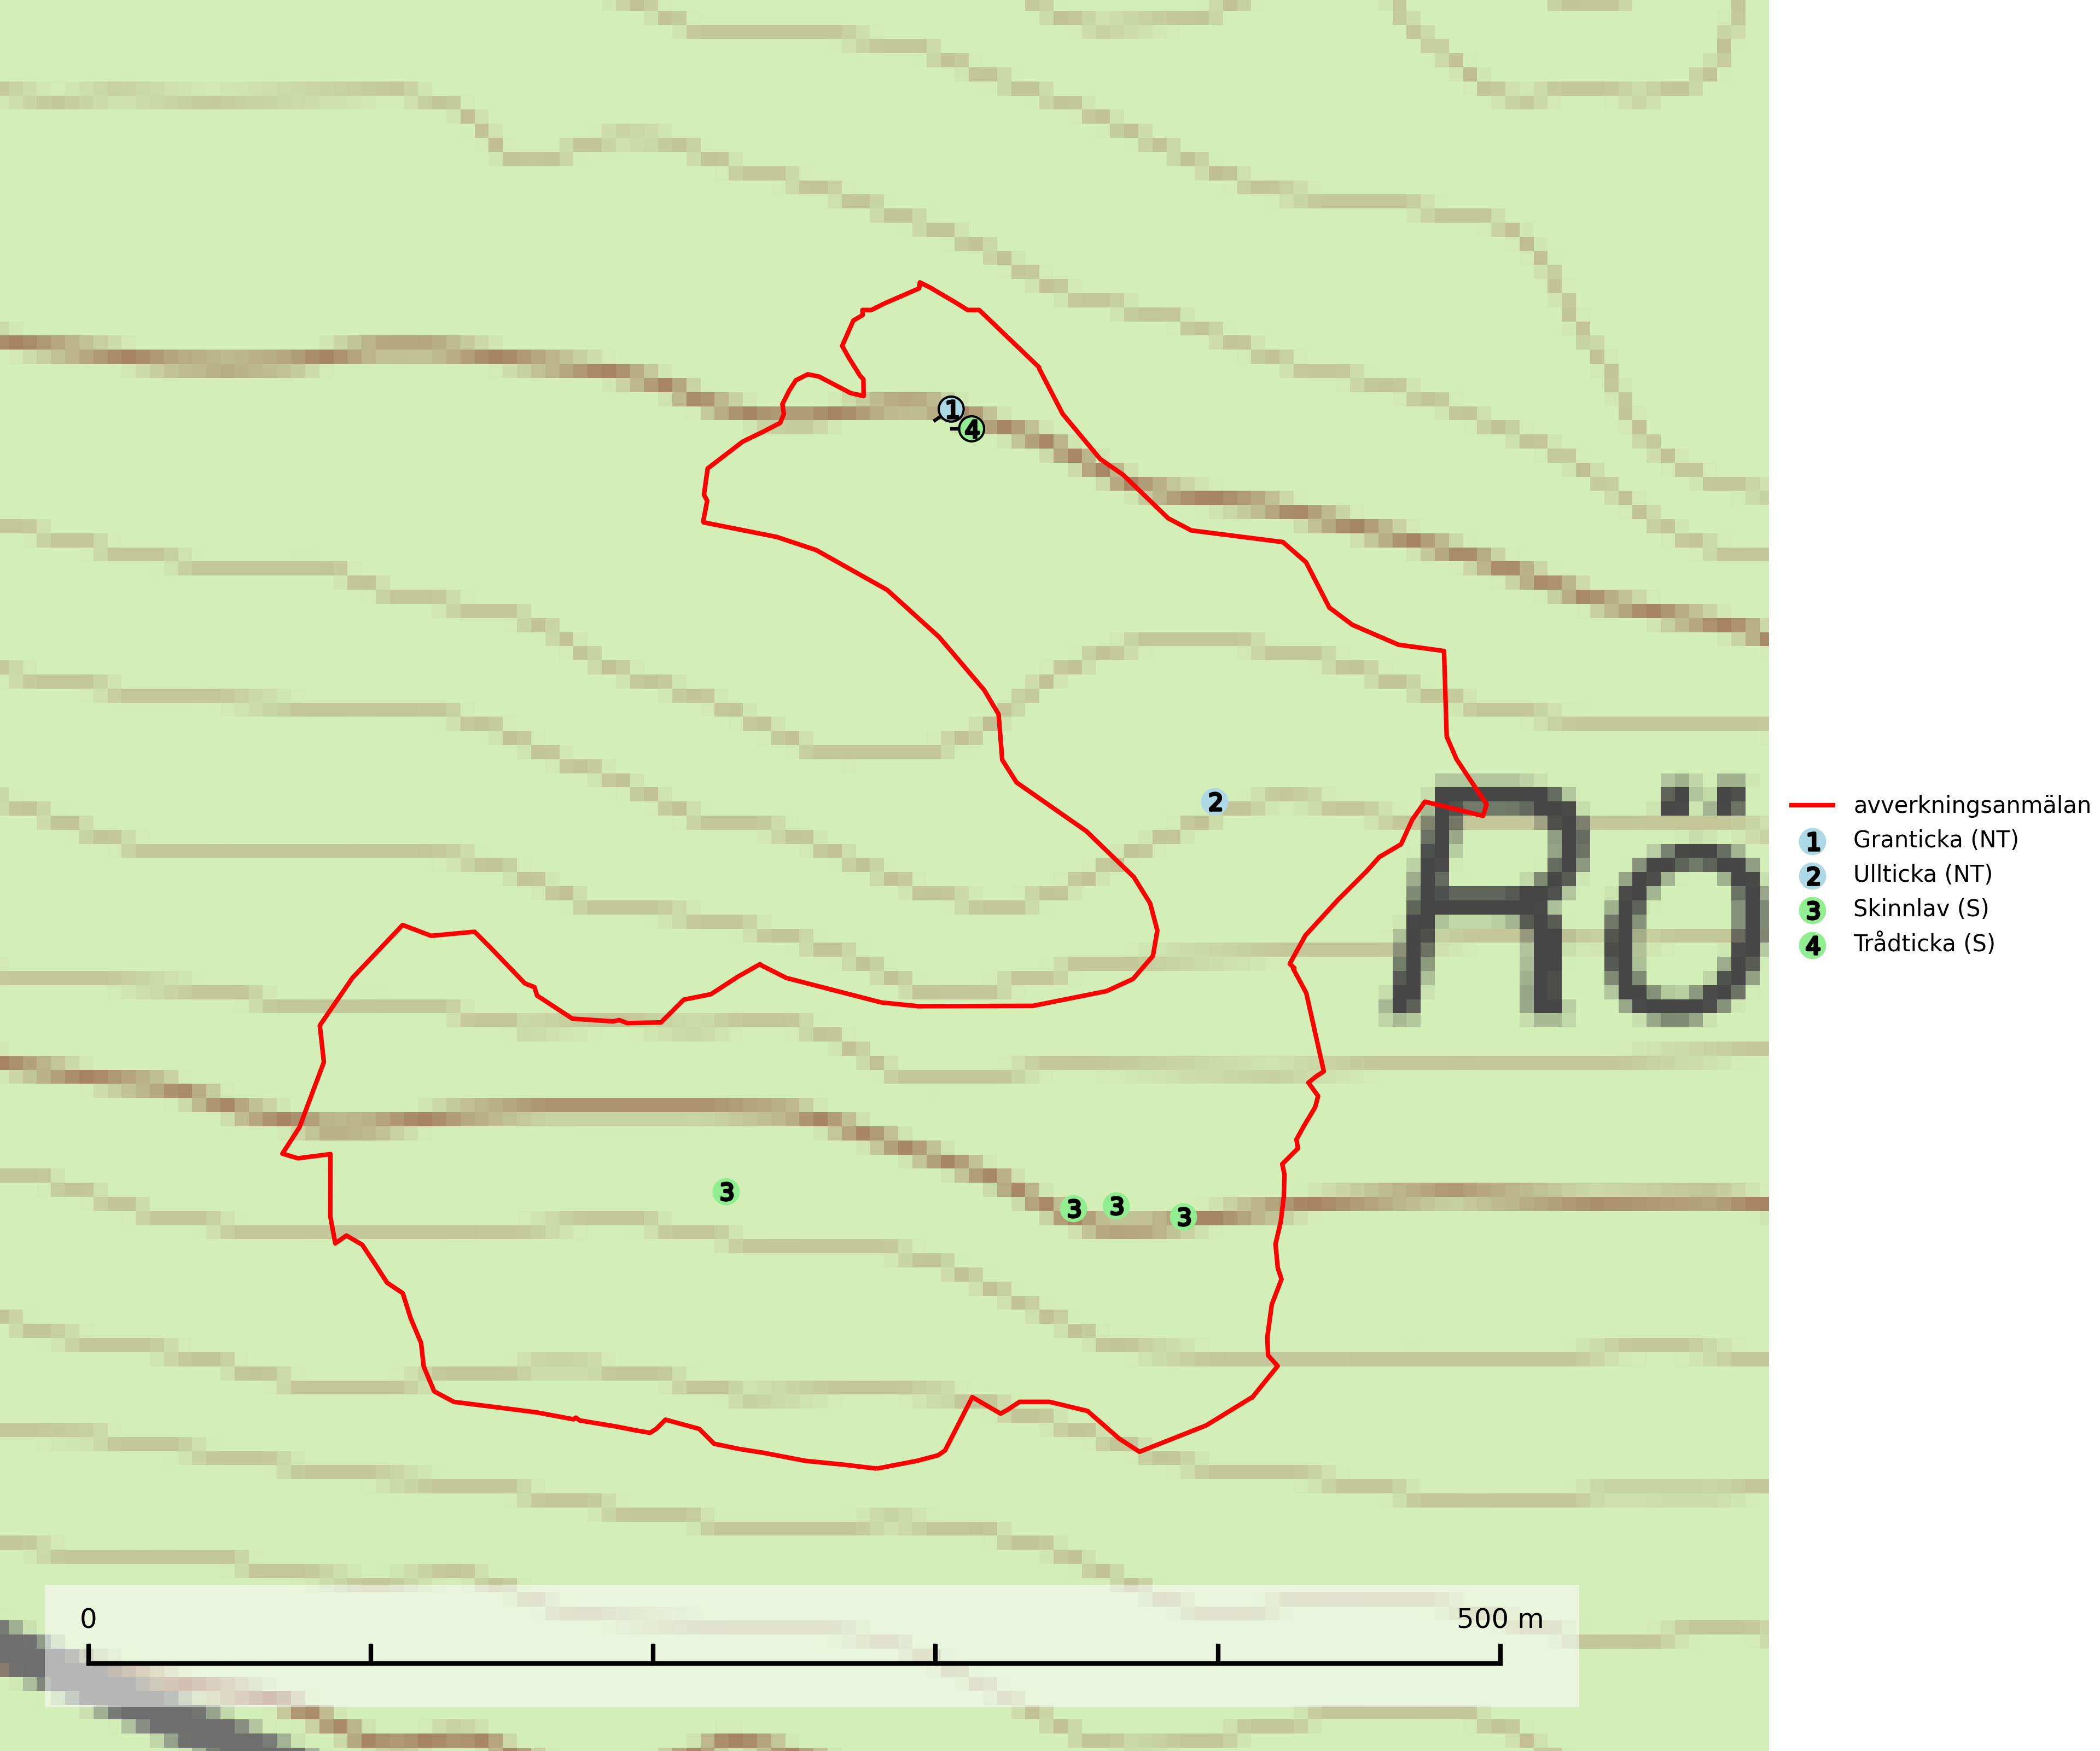 1
4
2
Rö
3
3 3 3
0 500 m
avverkningsanmälan
1 Granticka (NT)
2 Ullticka (NT)
3 Skinnlav (S)
4 Trådticka (S)